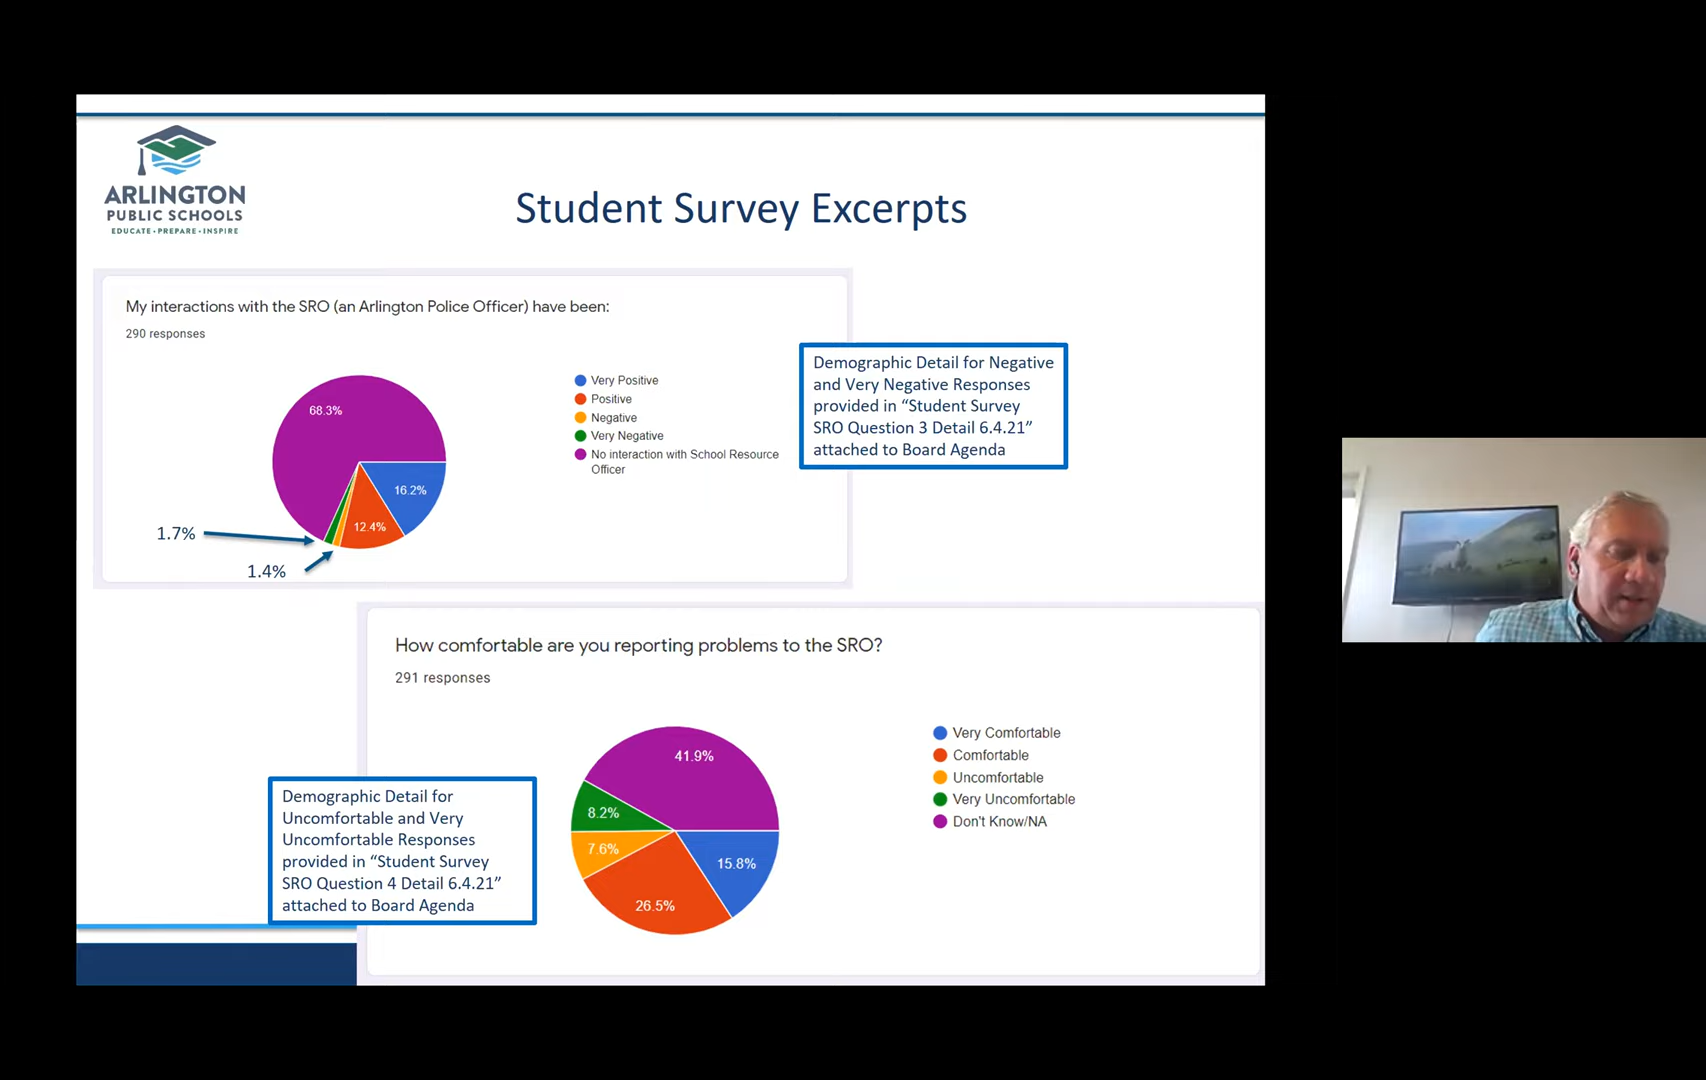 ARLINGTON
PUBLIC SCHOOLS
EDUCATE • PREPARE • INSPIRE
Student Survey Excerpts
My interactions with the SRO (an Arlington Police Officer) have been:
290 responses
68.3%
16.2%
12.4%
1.7%
1.4%
Very Positive
Positive
Negative
Very Negative
No interaction with School Resource
Officer
Demographic Detail for Negative
and Very Negative Responses
provided in “Student Survey
SRO Question 3 Detail 6.4.21”
attached to Board Agenda
How comfortable are you reporting problems to the SRO?
291 responses
41.9%
8.2%
7.6%
15.8%
26.5%
Very Comfortable
Comfortable
Uncomfortable
Very Uncomfortable
Don't Know/NA
Demographic Detail for
Uncomfortable and Very
Uncomfortable Responses
provided in “Student Survey
SRO Question 4 Detail 6.4.21”
attached to Board Agenda